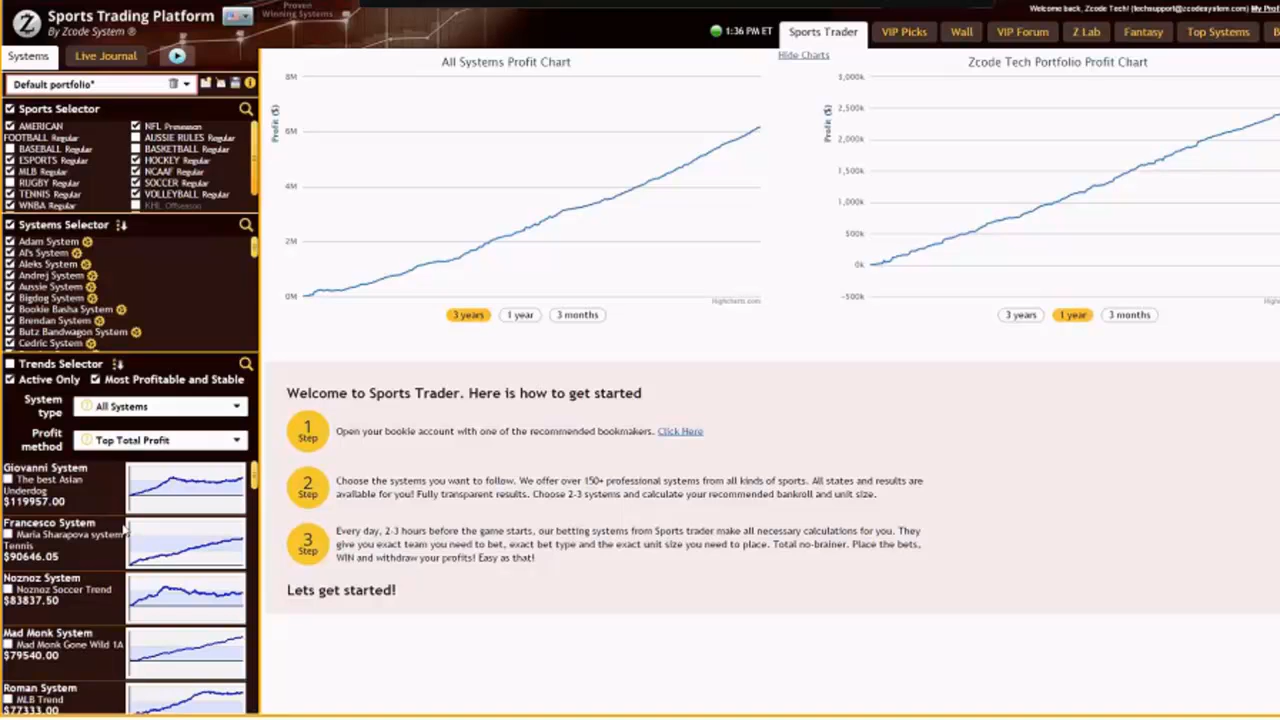 Sports Trading Platform
By Zcode System ®
Proven
Winning Systems
Welcome back, Zcode Tech! (techsupport@zcodesystem.com)
1:36 PM ET
Sports Trader
VIP Picks
Wall
VIP Forum
Z Lab
Fantasy
Top Systems
Systems
Live Journal
Hide Charts
Default portfolio*
Sports Selector
AMERICAN
FOOTBALL Regular
NFL Preseason
AUSSIE RULES Regular
BASEBALL Regular
BASKETBALL Regular
ESPORTS Regular
HOCKEY Regular
MLB Regular
NCAAF Regular
RUGBY Regular
SOCCER Regular
TENNIS Regular
VOLLEYBALL Regular
WNBA Regular
KHL Offseason
Systems Selector
Adam System
Al's System
Aleks System
Andrej System
Aussie System
Bigdog System
Bookie Basha System
Brendan System
Butz Bandwagon System
Cedric System
Trends Selector
Active Only
Most Profitable and Stable
System
type
All Systems
Profit
method
Top Total Profit
Giovanni System
The best Asian
Underdog
$119957.00
Francesco System
Maria Sharapova system
Tennis
$90646.05
Noznoz System
Noznoz Soccer Trend
$83837.50
Mad Monk System
Mad Monk Gone Wild 1A
$79540.00
Roman System
MLB Trend
$77333.00
All Systems Profit Chart
Profit ($)
8M
6M
4M
2M
0M
Highcharts.com
3 years
1 year
3 months
Zcode Tech Portfolio Profit Chart
Profit ($)
3,000k
2,500k
2,000k
1,500k
1,000k
500k
0k
-500k
3 years
1 year
3 months
Welcome to Sports Trader. Here is how to get started
1
Step
Open your bookie account with one of the recommended bookmakers. Click Here
2
Step
Choose the systems you want to follow. We offer over 150+ professional systems from all kinds of sports. All states and results are
available for you! Fully transparent results. Choose 2-3 systems and calculate your recommended bankroll and unit size.
3
Step
Every day, 2-3 hours before the game starts, our betting systems from Sports trader make all necessary calculations for you. They
give you exact team you need to bet, exact bet type and the exact unit size you need to place. Total no-brainer. Place the bets,
WIN and withdraw your profits! Easy as that!
Lets get started!